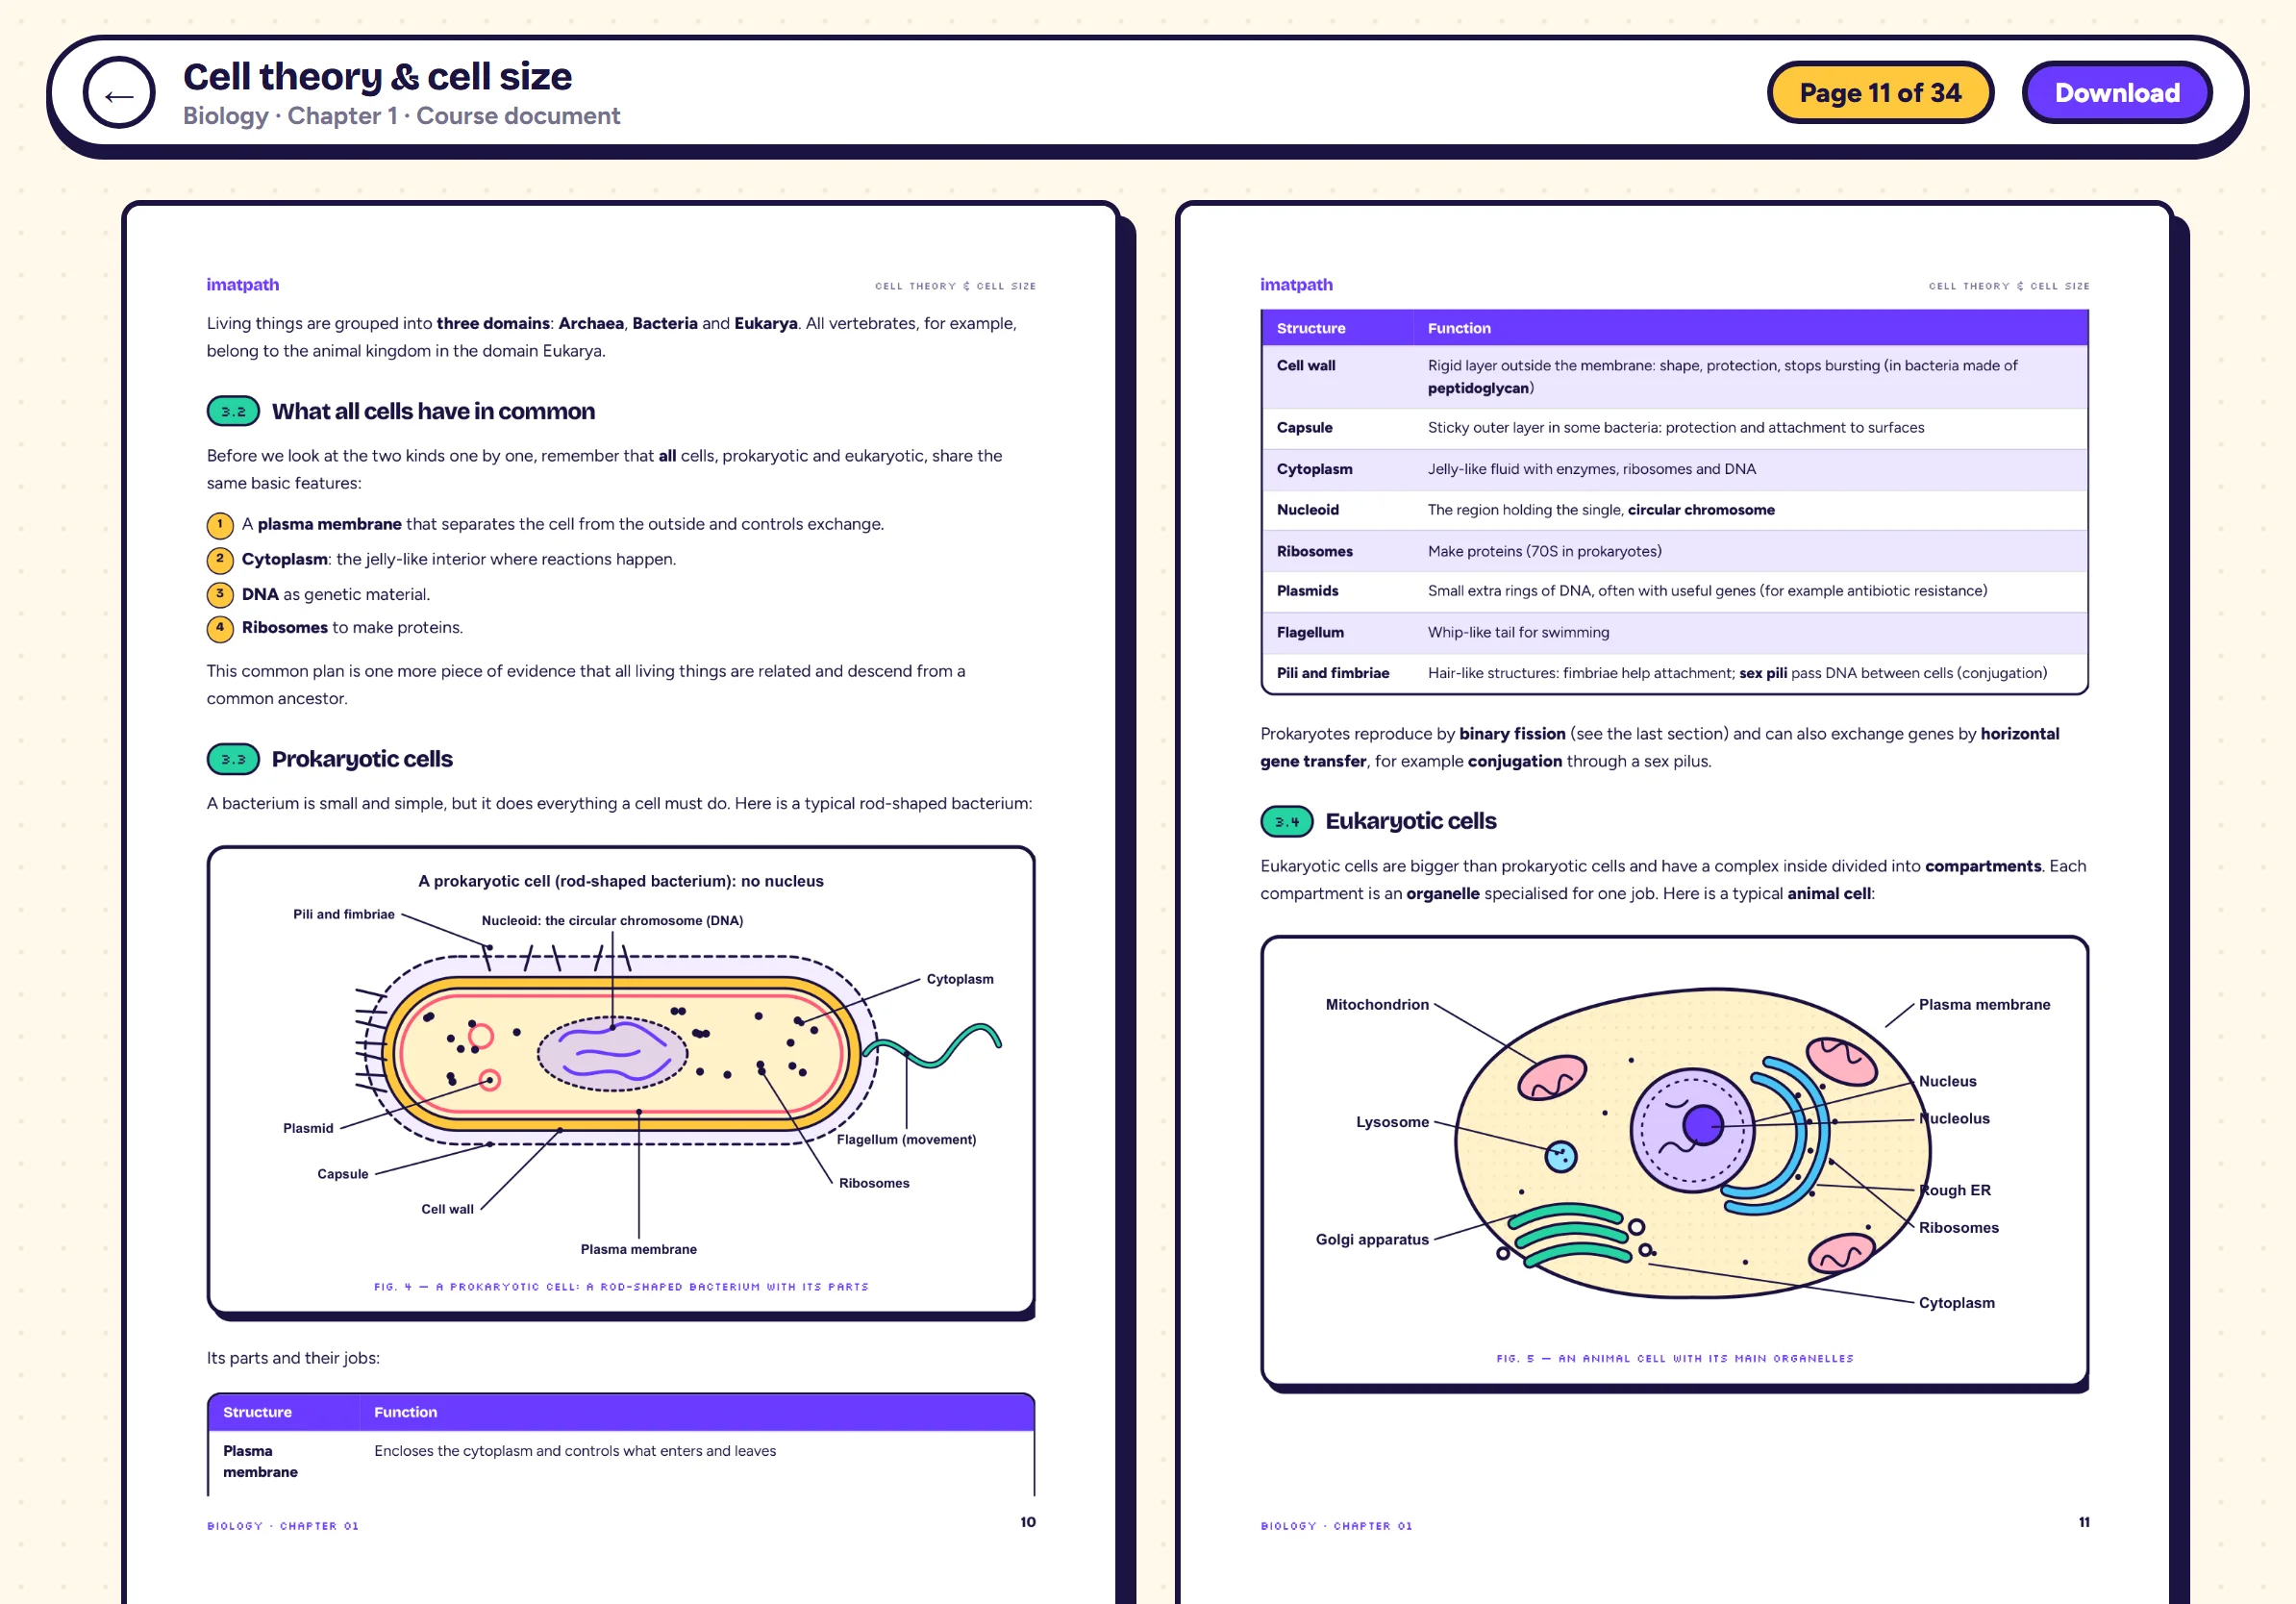 ←
Cell theory & cell size
Biology · Chapter 1 · Course document
Page 11 of 34
Download
imatpath
CELL THEORY & CELL SIZE
Living things are grouped into three domains: Archaea, Bacteria and Eukarya. All vertebrates, for example,
belong to the animal kingdom in the domain Eukarya.
3.2 What all cells have in common
Before we look at the two kinds one by one, remember that all cells, prokaryotic and eukaryotic, share the
same basic features:
1 A plasma membrane that separates the cell from the outside and controls exchange.
2 Cytoplasm: the jelly-like interior where reactions happen.
3 DNA as genetic material.
4 Ribosomes to make proteins.
This common plan is one more piece of evidence that all living things are related and descend from a
common ancestor.
3.3 Prokaryotic cells
A bacterium is small and simple, but it does everything a cell must do. Here is a typical rod-shaped bacterium:
A prokaryotic cell (rod-shaped bacterium): no nucleus
Pili and fimbriae
Nucleoid: the circular chromosome (DNA)
Cytoplasm
Plasmid
Flagellum (movement)
Capsule
Ribosomes
Cell wall
Plasma membrane
FIG. 4 — A PROKARYOTIC CELL: A ROD-SHAPED BACTERIUM WITH ITS PARTS
Its parts and their jobs:
Structure Function
Plasma Encloses the cytoplasm and controls what enters and leaves
membrane
BIOLOGY · CHAPTER 01
10
imatpath
CELL THEORY & CELL SIZE
Structure Function
Cell wall Rigid layer outside the membrane: shape, protection, stops bursting (in bacteria made of
peptidoglycan)
Capsule Sticky outer layer in some bacteria: protection and attachment to surfaces
Cytoplasm Jelly-like fluid with enzymes, ribosomes and DNA
Nucleoid The region holding the single, circular chromosome
Ribosomes Make proteins (70S in prokaryotes)
Plasmids Small extra rings of DNA, often with useful genes (for example antibiotic resistance)
Flagellum Whip-like tail for swimming
Pili and fimbriae Hair-like structures: fimbriae help attachment; sex pili pass DNA between cells (conjugation)
Prokaryotes reproduce by binary fission (see the last section) and can also exchange genes by horizontal
gene transfer, for example conjugation through a sex pilus.
3.4 Eukaryotic cells
Eukaryotic cells are bigger than prokaryotic cells and have a complex inside divided into compartments. Each
compartment is an organelle specialised for one job. Here is a typical animal cell:
Mitochondrion
Plasma membrane
Nucleus
Lysosome
Nucleolus
Rough ER
Ribosomes
Golgi apparatus
Cytoplasm
FIG. 5 — AN ANIMAL CELL WITH ITS MAIN ORGANELLES
BIOLOGY · CHAPTER 01
11